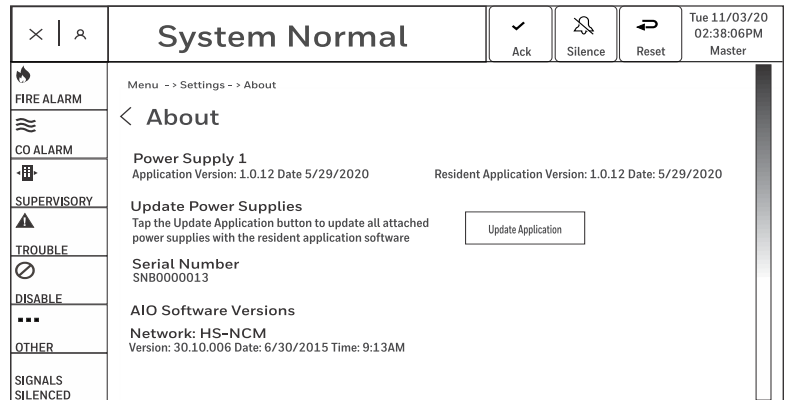 System Normal
Ack
Silence
Reset
Tue 11/03/20
02:38:06PM
Master
FIRE ALARM
CO ALARM
SUPERVISORY
TROUBLE
DISABLE
OTHER
SIGNALS
SILENCED
Menu -> Settings -> About
< About
Power Supply 1
Application Version: 1.0.12 Date 5/29/2020
Resident Application Version: 1.0.12 Date: 5/29/2020
Update Power Supplies
Tap the Update Application button to update all attached
power supplies with the resident application software
Update Application
Serial Number
SNB0000013
AIO Software Versions
Network: HS-NCM
Version: 30.10.006 Date: 6/30/2015 Time: 9:13AM